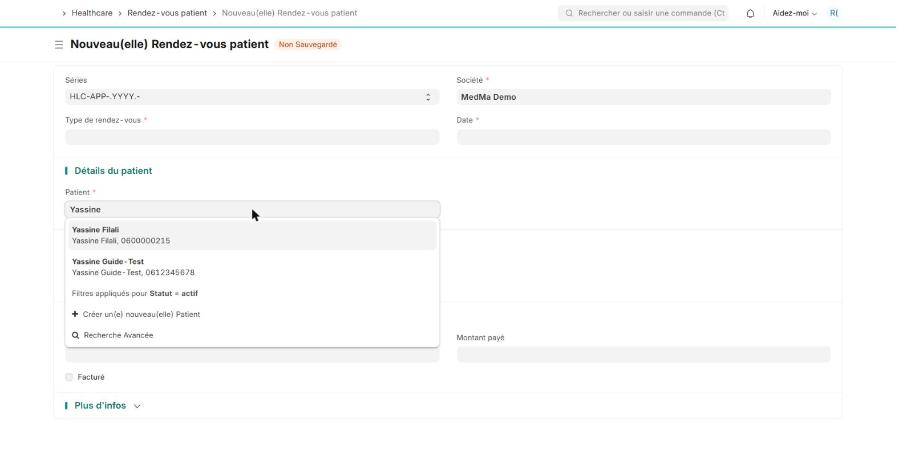 Healthcare > Rendez-vous patient > Nouveau(elle) Rendez-vous patient
Rechercher ou saisir une commande (Ct
Aidez-moi
R(
Nouveau(elle) Rendez-vous patient
Non Sauvegardé
Séries
HLC-APP-.YYYY.-
Société *
MedMa Demo
Type de rendez-vous *
Date *
Détails du patient
Patient *
Yassine
Yassine Filali
Yassine Filali, 0600000215
Yassine Guide-Test
Yassine Guide-Test, 0612345678
Filtres appliqués pour Statut = actif
Créer un(e) nouveau(elle) Patient
Recherche Avancée
Montant payé
Facturé
Plus d'infos